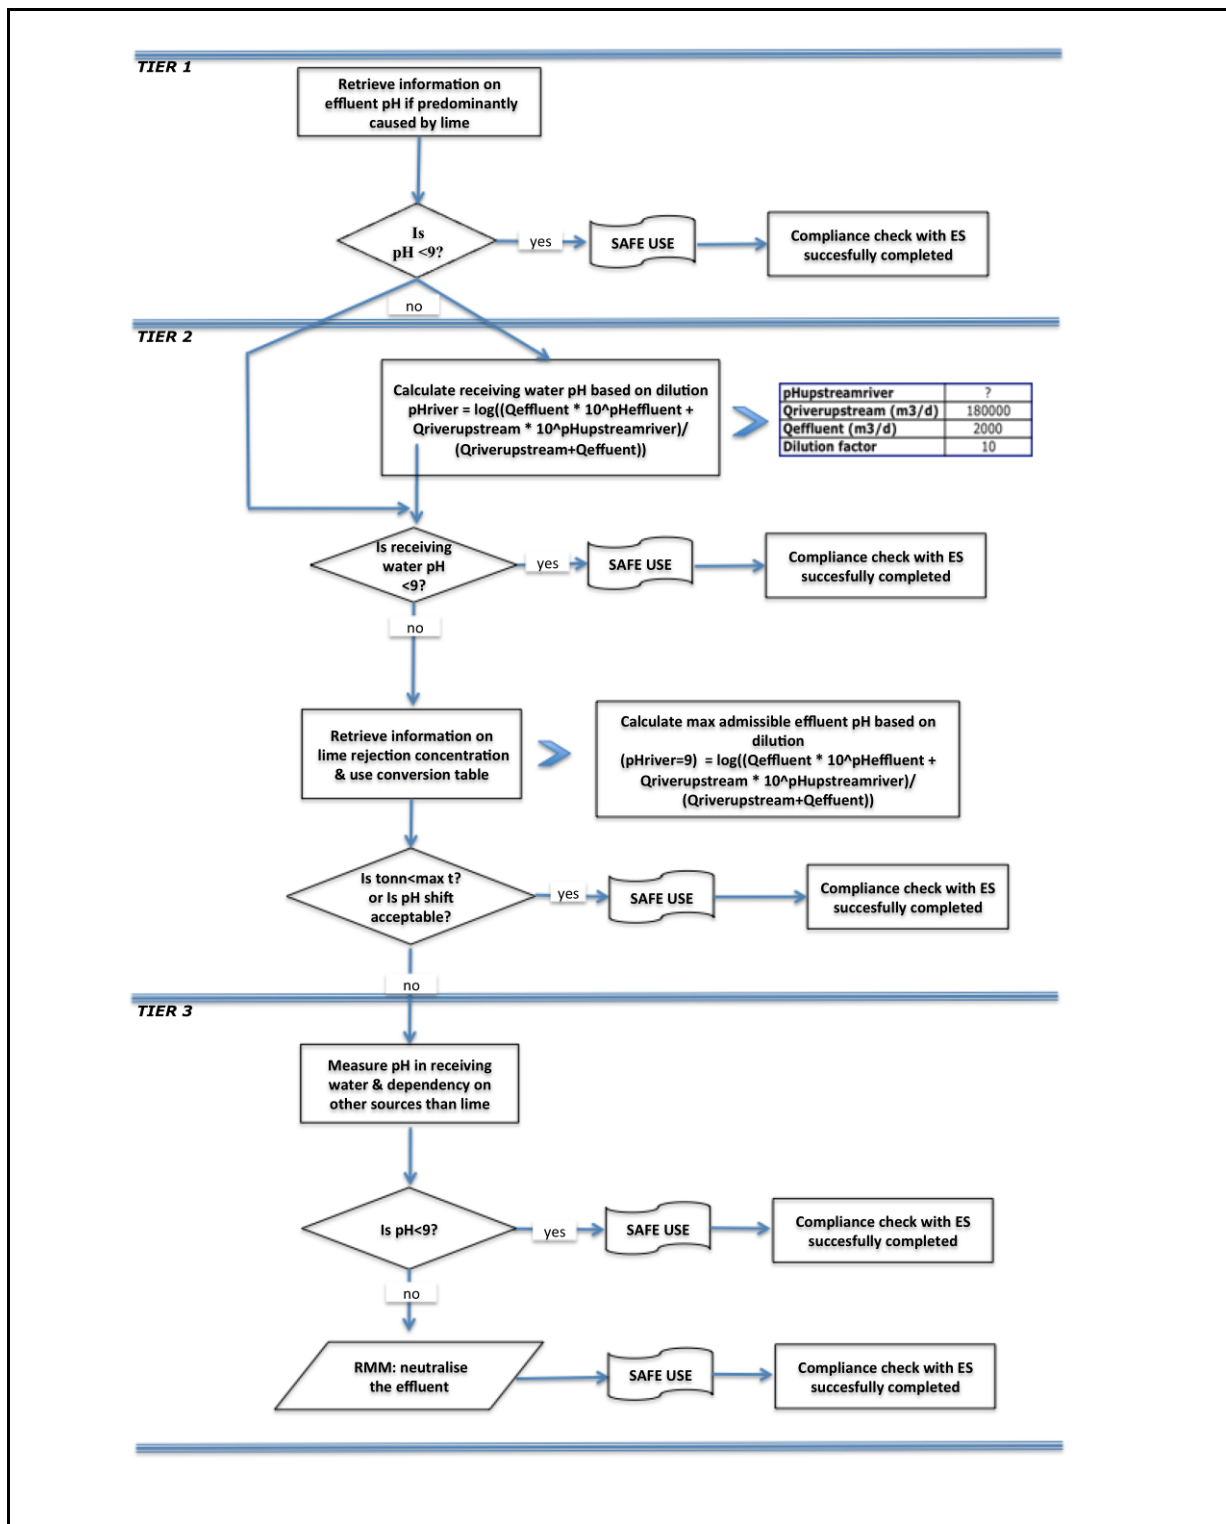 TIER 1
Retrieve information on
effluent pH if predominantly
caused by lime
Is
pH <9?
yes
SAFE USE
Compliance check with ES
succesfully completed
no
TIER 2
Calculate receiving water pH based on dilution
pHriver = log((Qeffluent * 10^pHeffluent +
Qriverupstream * 10^pHupstreamriver)/
(Qriverupstream+Qeffuent))
pHupstreamriver ?
Qriverupstream (m3/d) 180000
Qeffluent (m3/d) 2000
Dilution factor 10
Is receiving
water pH
<9?
yes
SAFE USE
Compliance check with ES
succesfully completed
no
Retrieve information on
lime rejection concentration
& use conversion table
Calculate max admissible effluent pH based on
dilution
(pHriver=9) = log((Qeffluent * 10^pHeffluent +
Qriverupstream * 10^pHupstreamriver)/
(Qriverupstream+Qeffuent))
Is tonn<max t?
or Is pH shift
acceptable?
yes
SAFE USE
Compliance check with ES
succesfully completed
no
TIER 3
Measure pH in receiving
water & dependency on
other sources than lime
Is pH<9?
yes
SAFE USE
Compliance check with ES
succesfully completed
no
RMM: neutralise
the effluent
SAFE USE
Compliance check with ES
succesfully completed